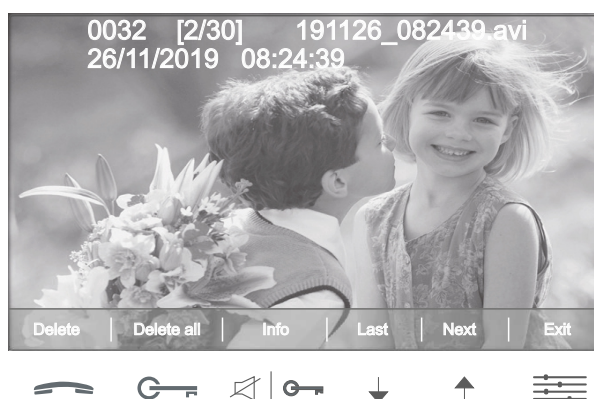 0032 [2/30] 191126_082439.avi
26/11/2019 08:24:39
Delete | Delete all | Info | Last | Next | Exit